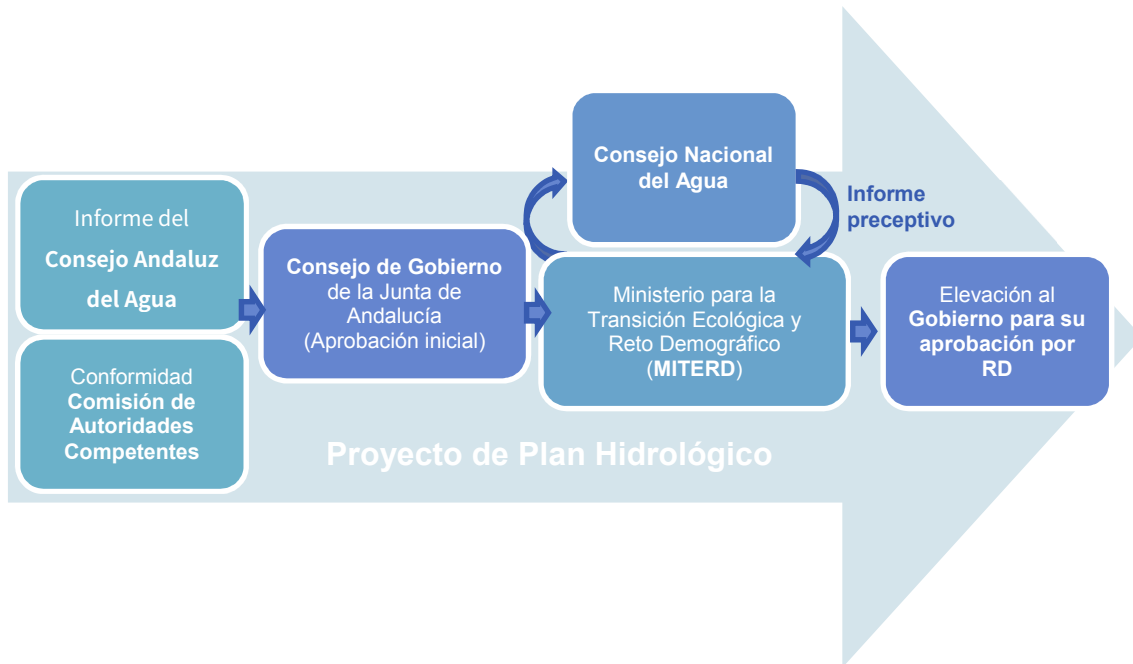 Informe del
Consejo Andaluz
del Agua
Conformidad
Comisión de
Autoridades
Competentes
Consejo de Gobierno
de la Junta de
Andalucía
(Aprobación inicial)
Consejo Nacional
del Agua
Informe
preceptivo
Ministerio para la
Transición Ecológica y
Reto Demográfico
(MITERD)
Elevación al
Gobierno para su
aprobación por
RD
Proyecto de Plan Hidrológico